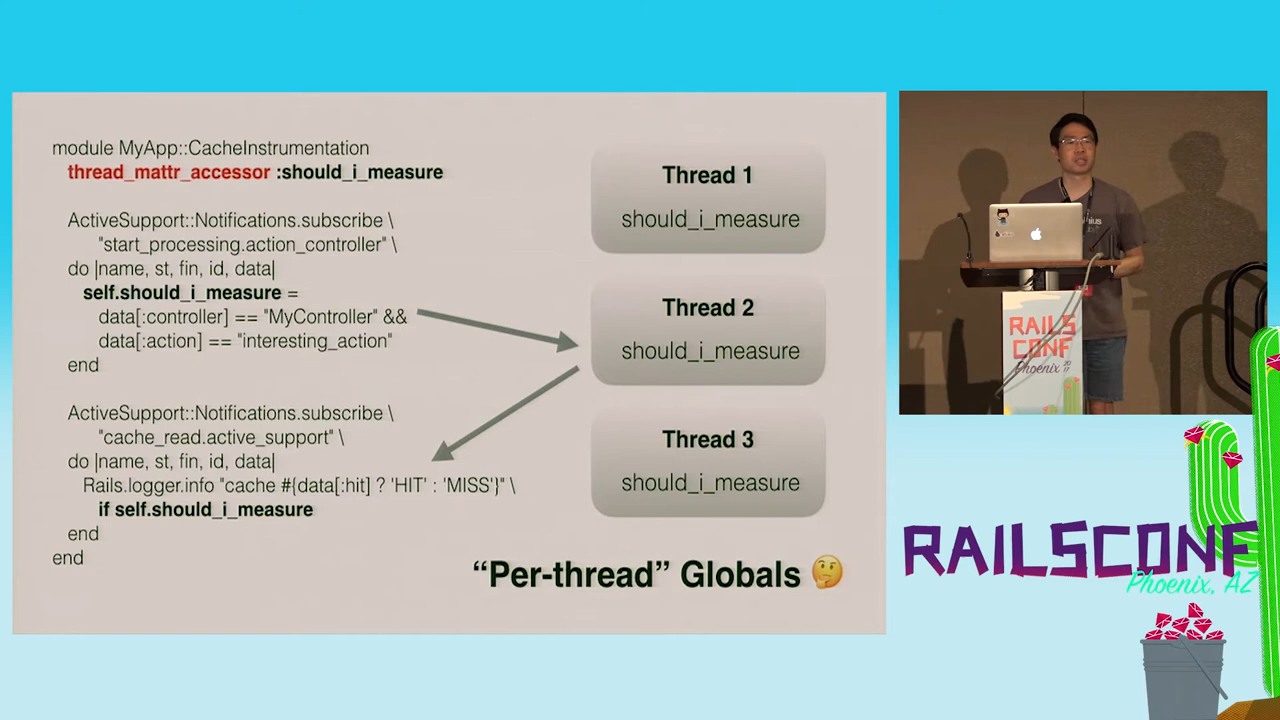 module MyApp::CacheInstrumentation
thread_mattr_accessor :should_i_measure
ActiveSupport::Notifications.subscribe \
"start_processing.action_controller" \
do |name, st, fin, id, data|
self.should_i_measure =
data[:controller] == "MyController" &&
data[:action] == "interesting_action"
end
ActiveSupport::Notifications.subscribe \
"cache_read.active_support" \
do |name, st, fin, id, data|
Rails.logger.info "cache #{data[:hit] ? 'HIT' : 'MISS'}" \
if self.should_i_measure
end
end
Thread 1
should_i_measure
Thread 2
should_i_measure
Thread 3
should_i_measure
“Per-thread” Globals 🤔
RAILS
CONF
Phoenix 2017
RAILSCONF
Phoenix, AZ